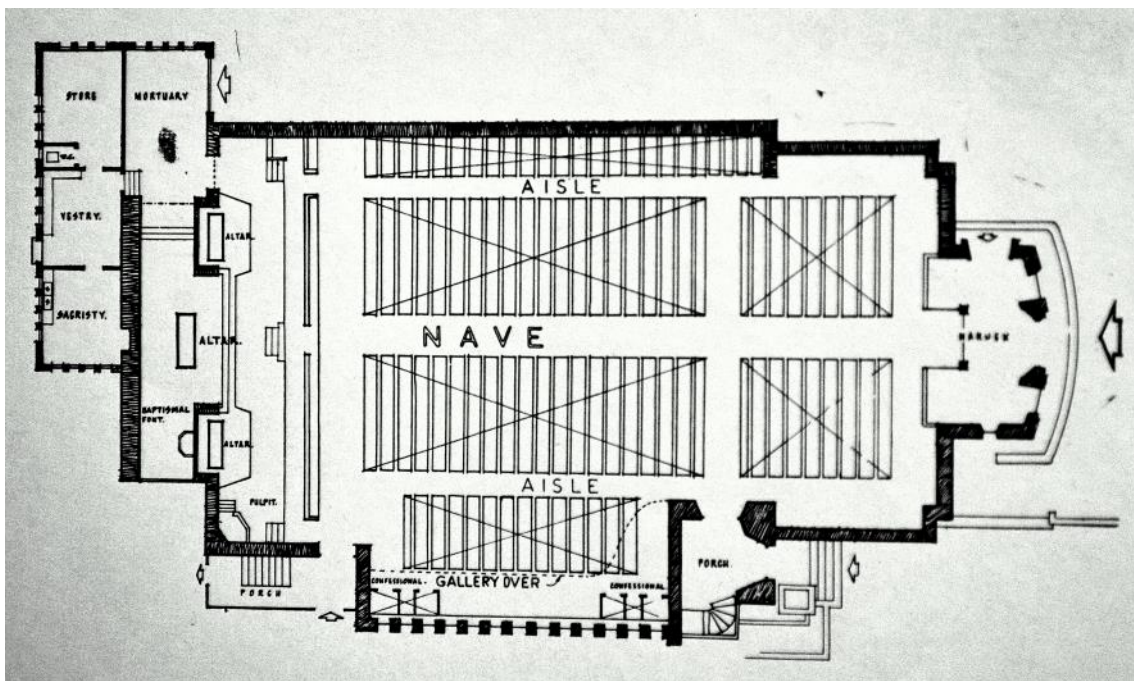 STORE
MORTUARY
W.C.
VESTRY.
SACRISTY.
ALTAR.
ALTAR.
BAPTISMAL
FONT.
ALTAR.
PULPIT.
PORCH
AISLE
NAVE
AISLE
CONFESSIONAL.
GALLERY OVER
CONFESSIONAL
PORCH.